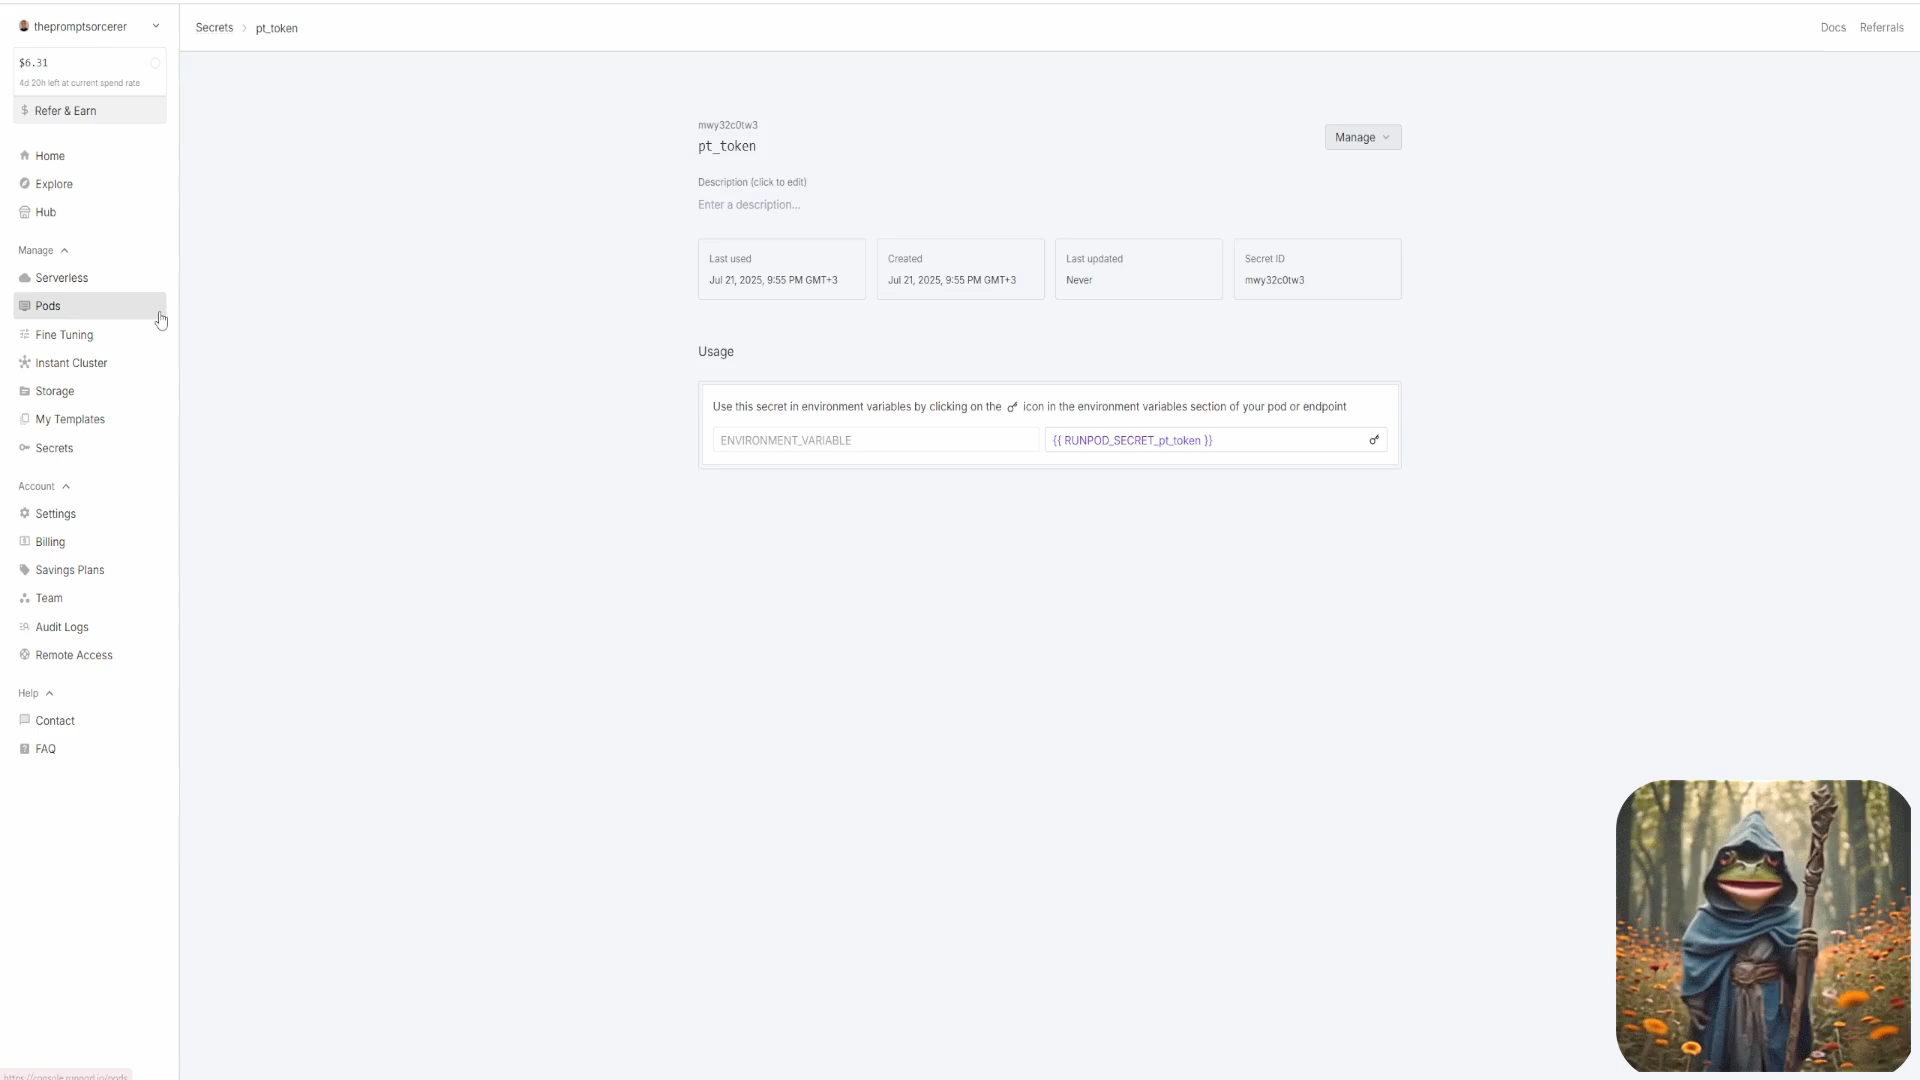 thepromptsorcerer
$6.31
4d 20h left at current spend rate
$ Refer & Earn
Home
Explore
Hub
Manage
Serverless
Pods
Fine Tuning
Instant Cluster
Storage
My Templates
Secrets
Account
Settings
Billing
Savings Plans
Team
Audit Logs
Remote Access
Help
Contact
FAQ
https://console.runpod.io/pods
Secrets > pt_token
Docs Referrals
mwy32c0tw3
pt_token
Manage
Description (click to edit)
Enter a description...
Last used
Jul 21, 2025, 9:55 PM GMT+3
Created
Jul 21, 2025, 9:55 PM GMT+3
Last updated
Never
Secret ID
mwy32c0tw3
Usage
Use this secret in environment variables by clicking on the icon in the environment variables section of your pod or endpoint
ENVIRONMENT_VARIABLE
{{ RUNPOD_SECRET_pt_token }}